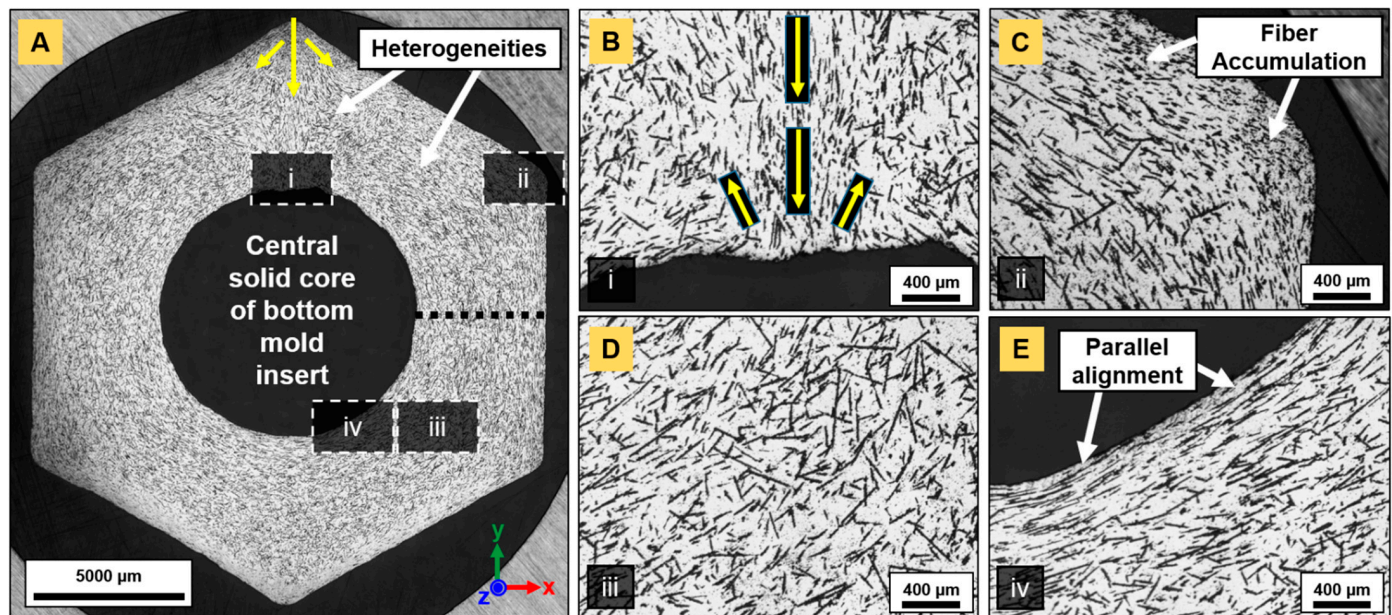 A
Heterogeneities
i
ii
Central
solid core
of bottom
mold
insert
iv
iii
5000 µm
y
z
x
B
i
400 µm
C
Fiber
Accumulation
ii
400 µm
D
iii
400 µm
E
Parallel
alignment
iv
400 µm